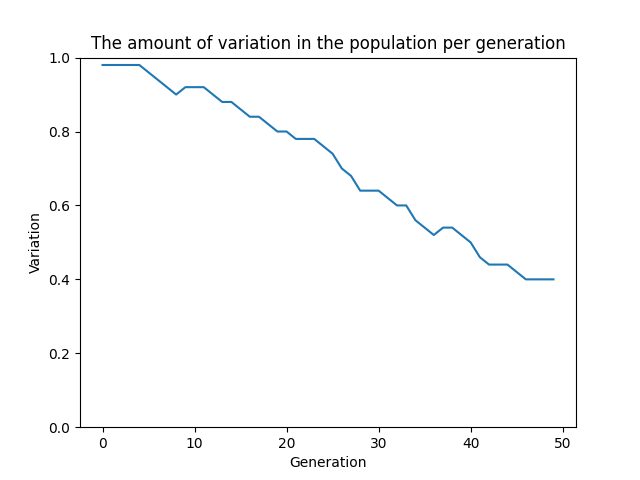 The amount of variation in the population per generation
1.0
0.8
0.6
0.4
0.2
0.0
Variation
0 10 20 30 40 50
Generation